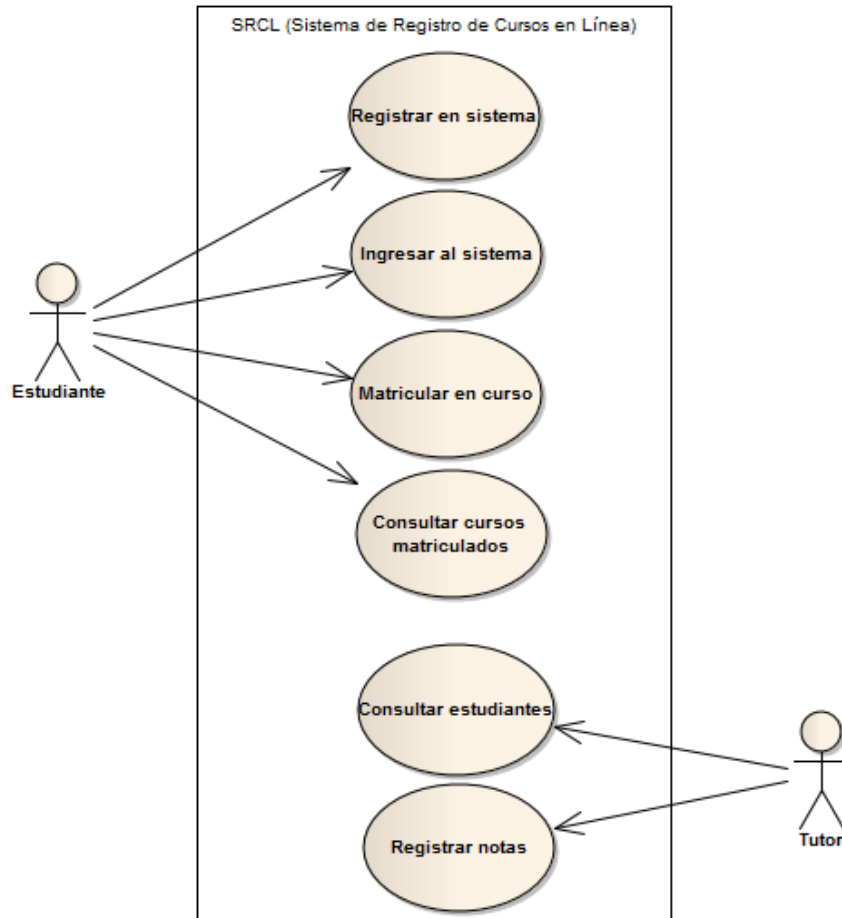 SRCL (Sistema de Registro de Cursos en Línea)
Registrar en sistema
Ingresar al sistema
Estudiante
Matricular en curso
Consultar cursos
matriculados
Consultar estudiantes
Registrar notas
Tutor